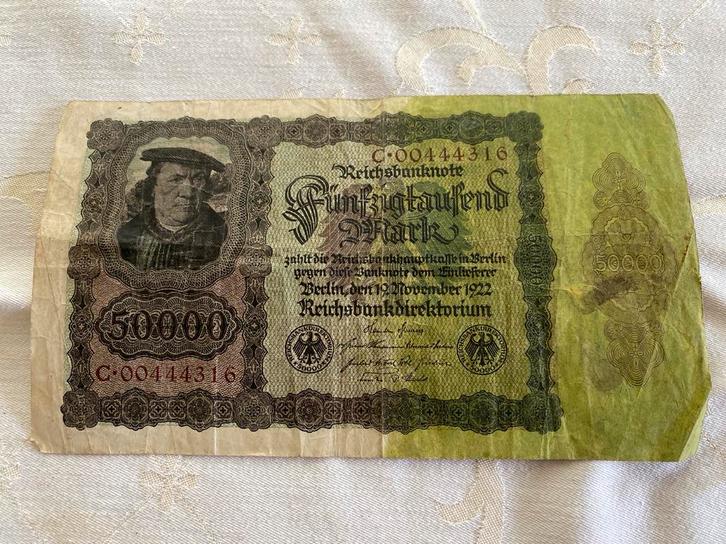 C·00444316
Reichsbanknote
Fünfzigtausend
Mark
zahlt die Reichsbankhauptkasse in Berlin
gegen diese Banknote dem Einlieferer
Berlin, den 19. November 1922
Reichsbankdirektorium
50000
C·00444316
50000
50000